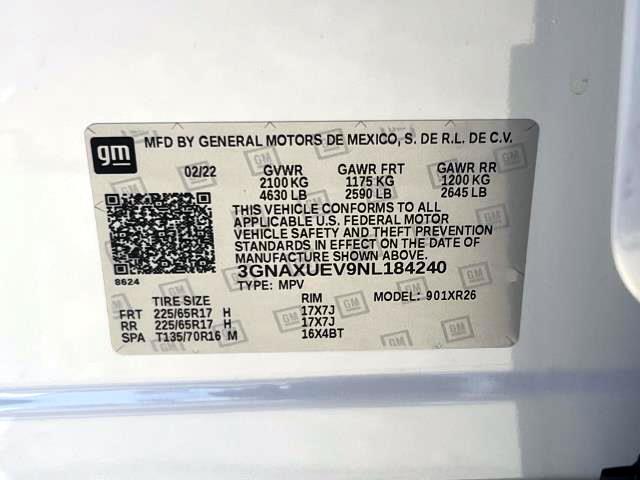 gm
MFD BY GENERAL MOTORS DE MEXICO, S. DE R.L. DE C.V.
02/22 GVWR GAWR FRT GAWR RR
2100 KG 1175 KG 1200 KG
4630 LB 2590 LB 2645 LB
THIS VEHICLE CONFORMS TO ALL
APPLICABLE U.S. FEDERAL MOTOR
VEHICLE SAFETY AND THEFT PREVENTION
STANDARDS IN EFFECT ON THE DATE OF
MANUFACTURE SHOWN ABOVE.
8624
3GNAXUEV9NL184240
TYPE: MPV MODEL: 901XR26
TIRE SIZE RIM
FRT 225/65R17 H 17X7J
RR 225/65R17 H 17X7J
SPA T135/70R16 M 16X4BT